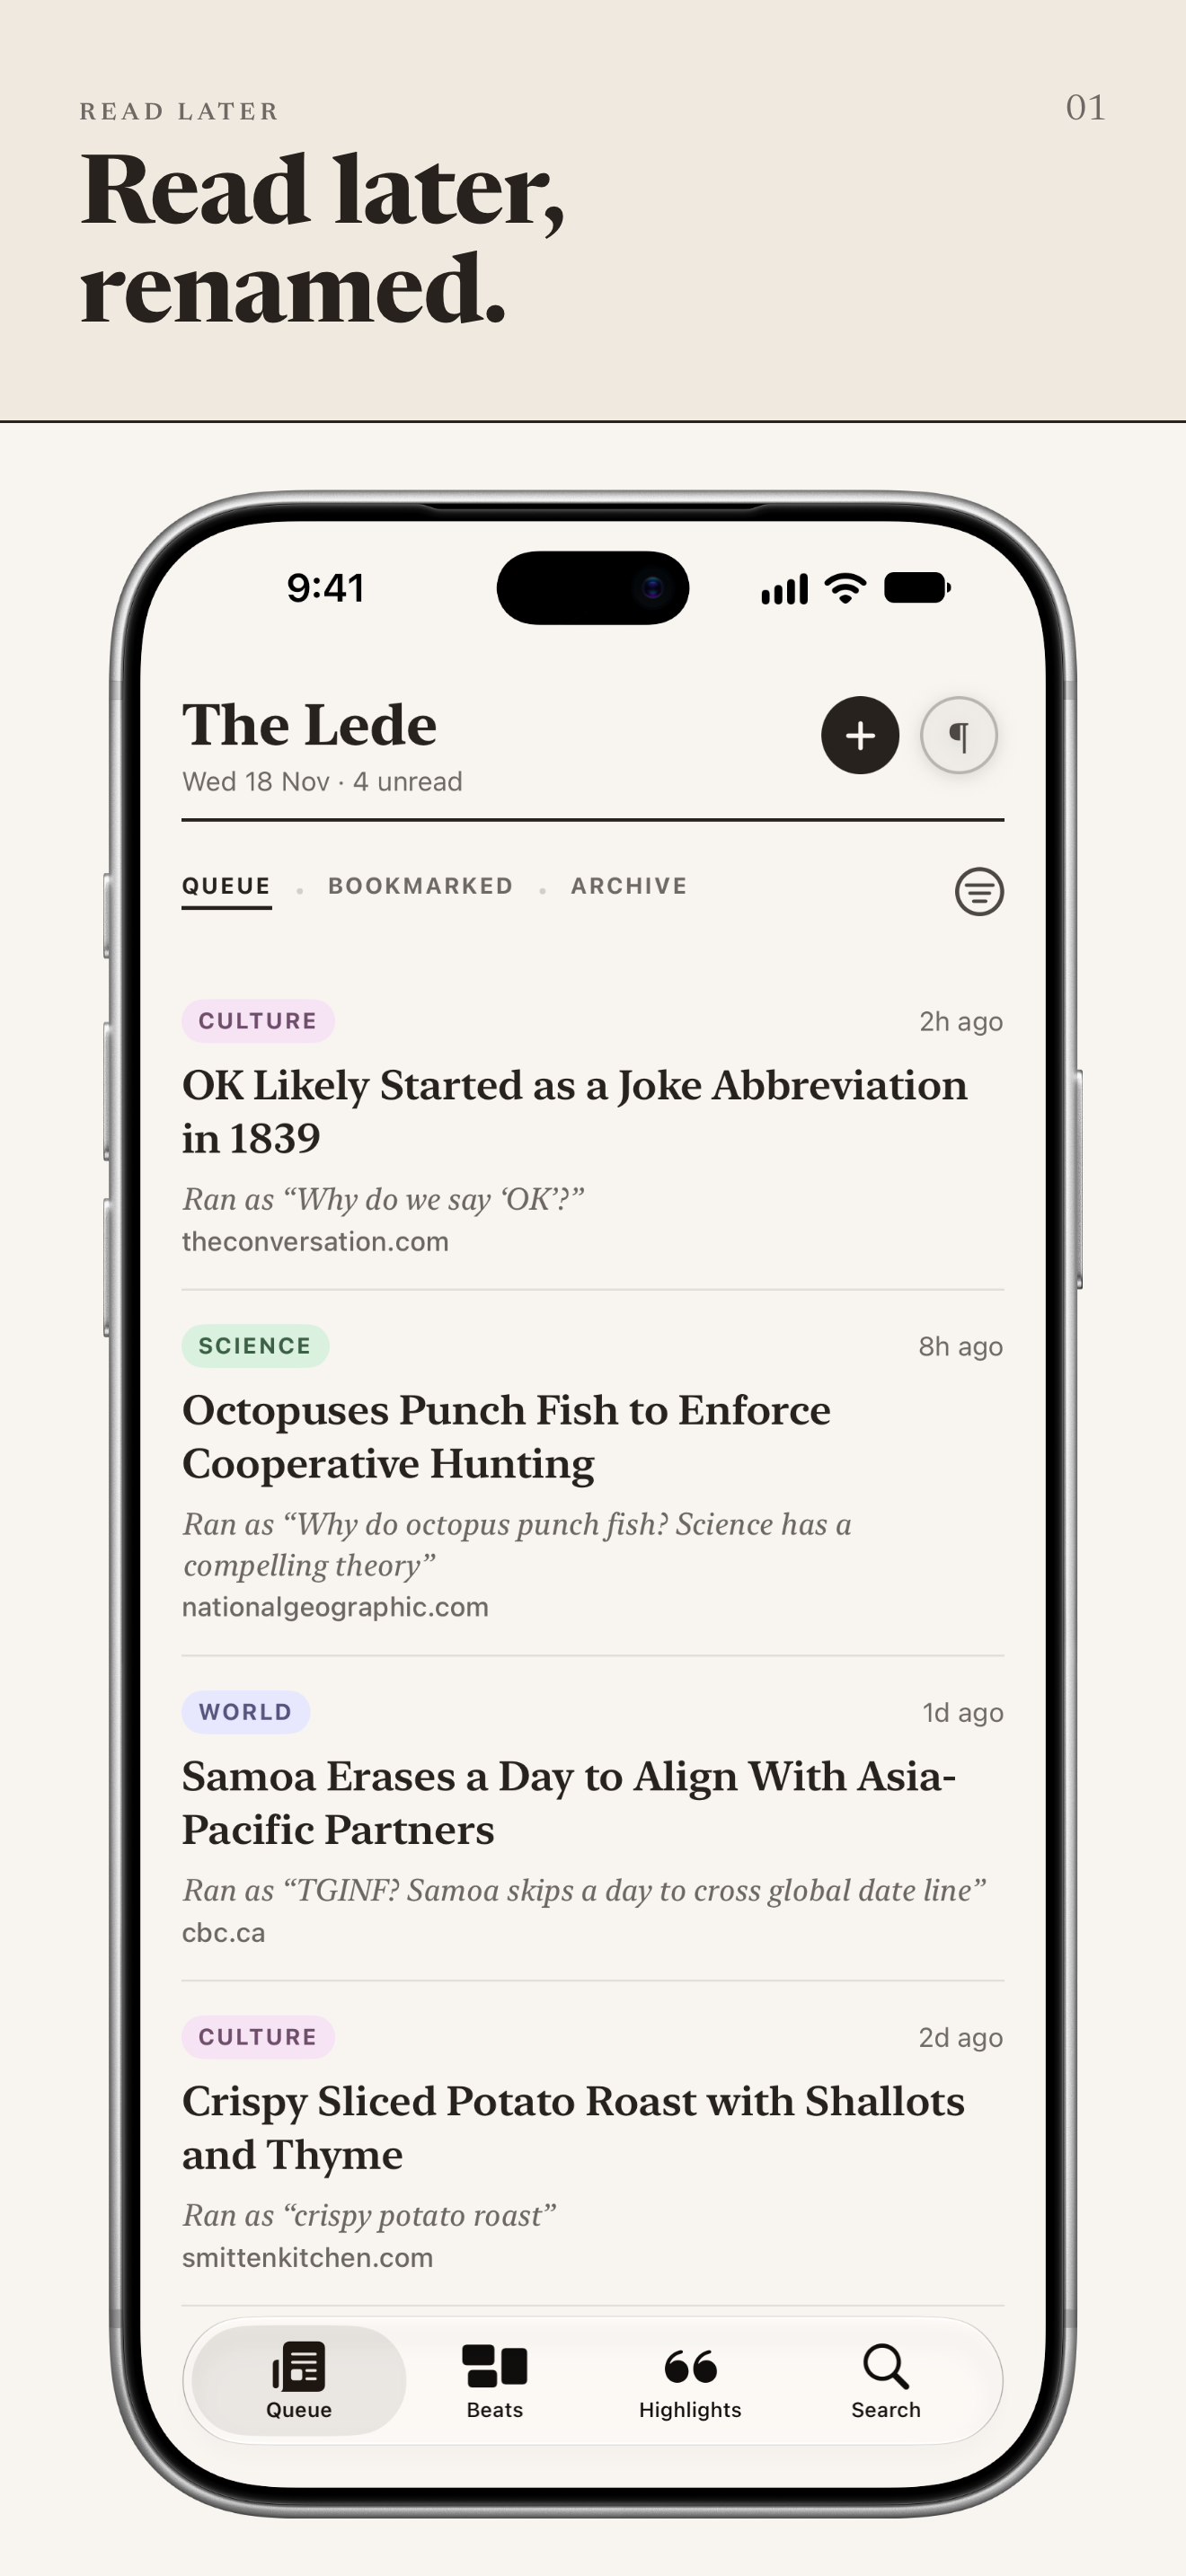 READ LATER
01
Read later,
renamed.
9:41
The Lede
Wed 18 Nov · 4 unread
¶
QUEUE • BOOKMARKED • ARCHIVE
CULTURE
2h ago
OK Likely Started as a Joke Abbreviation
in 1839
Ran as “Why do we say ‘OK’?”
theconversation.com
SCIENCE
8h ago
Octopuses Punch Fish to Enforce
Cooperative Hunting
Ran as “Why do octopus punch fish? Science has a
compelling theory”
nationalgeographic.com
WORLD
1d ago
Samoa Erases a Day to Align With Asia-
Pacific Partners
Ran as “TGINF? Samoa skips a day to cross global date line”
cbc.ca
CULTURE
2d ago
Crispy Sliced Potato Roast with Shallots
and Thyme
Ran as “crispy potato roast”
smittenkitchen.com
Queue
Beats
Highlights
Search